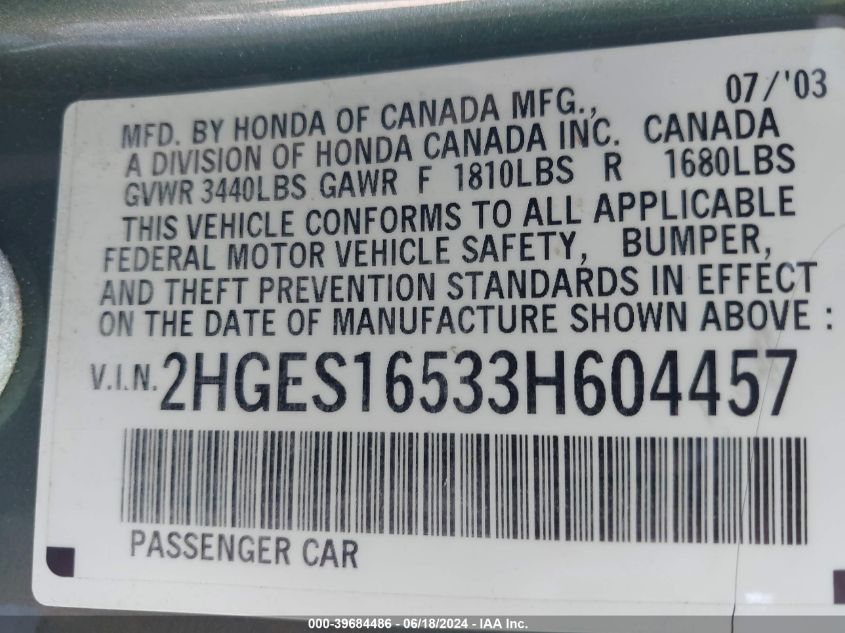 07/'03
MFD. BY HONDA OF CANADA MFG.,
A DIVISION OF HONDA CANADA INC. CANADA
GVWR 3440LBS GAWR F 1810LBS R 1680LBS
THIS VEHICLE CONFORMS TO ALL APPLICABLE
FEDERAL MOTOR VEHICLE SAFETY, BUMPER,
AND THEFT PREVENTION STANDARDS IN EFFECT
ON THE DATE OF MANUFACTURE SHOWN ABOVE :
V.I.N. 2HGES16533H604457
PASSENGER CAR
000-39684486 - 06/18/2024 - IAA Inc.